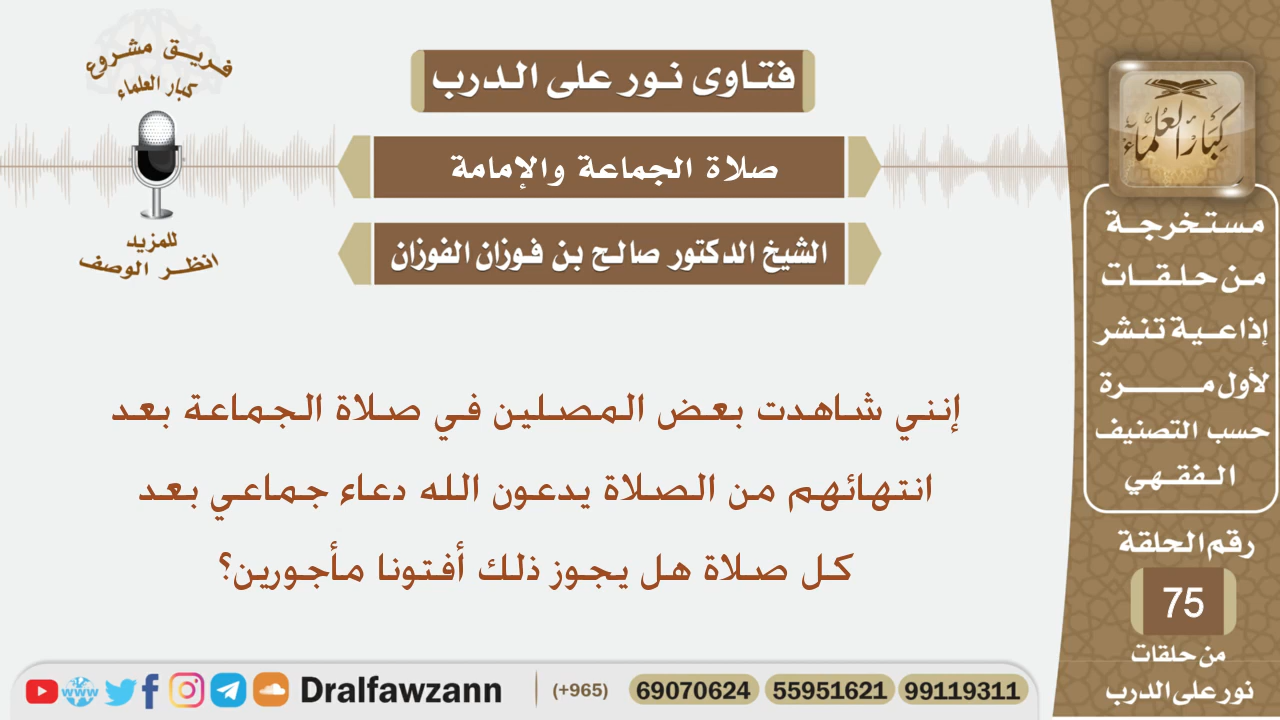 فريق مشروع
كبار العلماء
للمزيد
انظر الوصف
فتاوى نور على الدرب
صلاة الجماعة والإمامة
الشيخ الدكتور صالح بن فوزان الفوزان
إنني شاهدت بعض المصلين في صلاة الجماعة بعد
انتهائهم من الصلاة يدعون الله دعاء جماعي بعد
كل صلاة هل يجوز ذلك أفتونا مأجورين؟
كبار العلماء
مستخرجة
من حلقات
إذاعية تنشر
لأول مرة
حسب التصنيف
الفقهي
رقم الحلقة
75
من حلقات
نور على الدرب
www
Dralfawzann (+965) 69070624 55951621 99119311